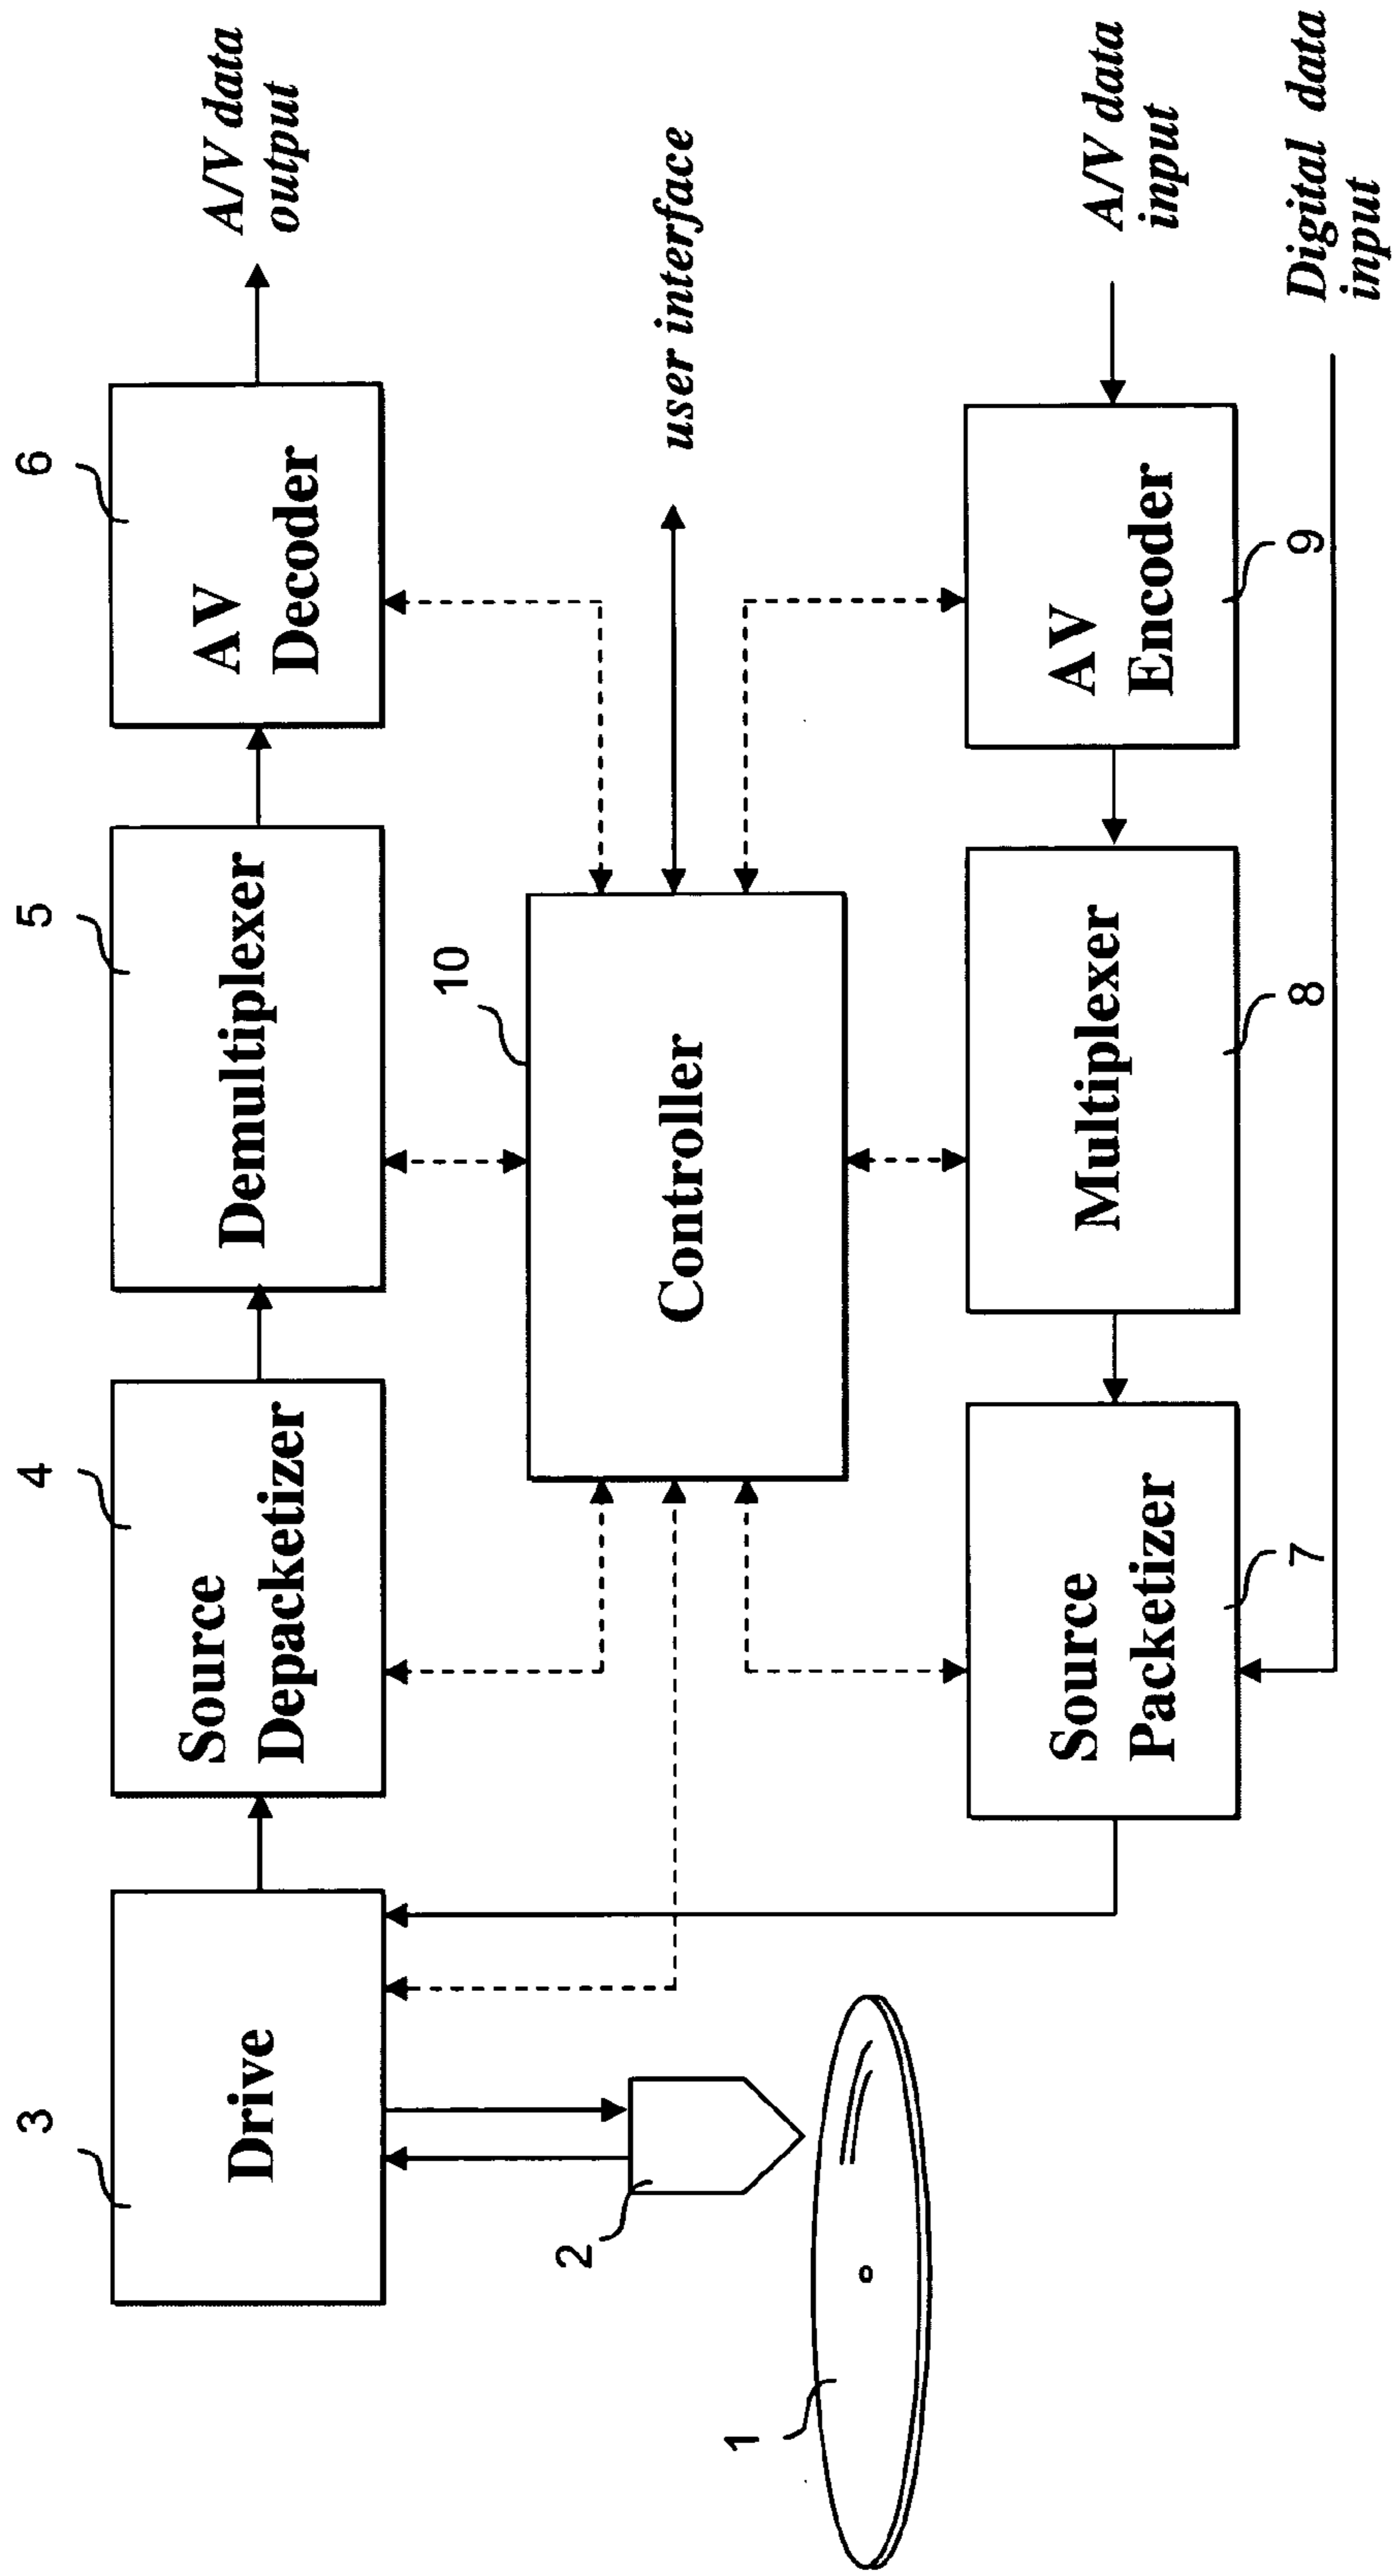 3
Drive
4
Source
Depacketizer
5
Demultiplexer
6
AV
Decoder
A/V data
output
2
1
10
Controller
user interface
Source
Packetizer
7
Multiplexer
8
AV
Encoder
9
A/V data
input
Digital data
input